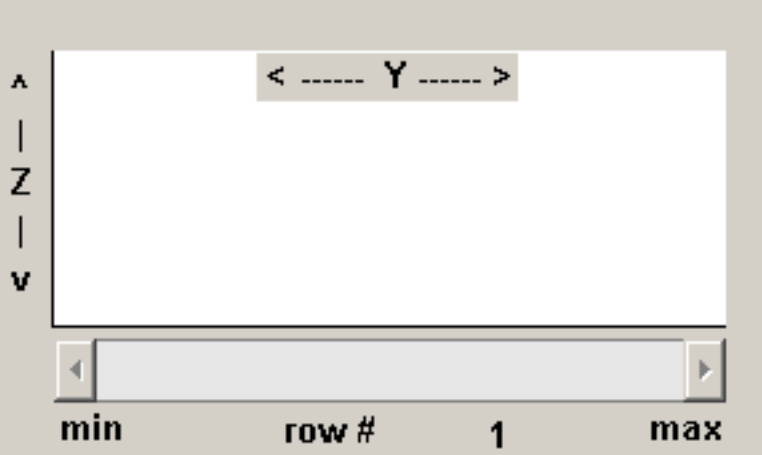 < ------ Y ------ >
^
|
Z
|
v
min row # 1 max